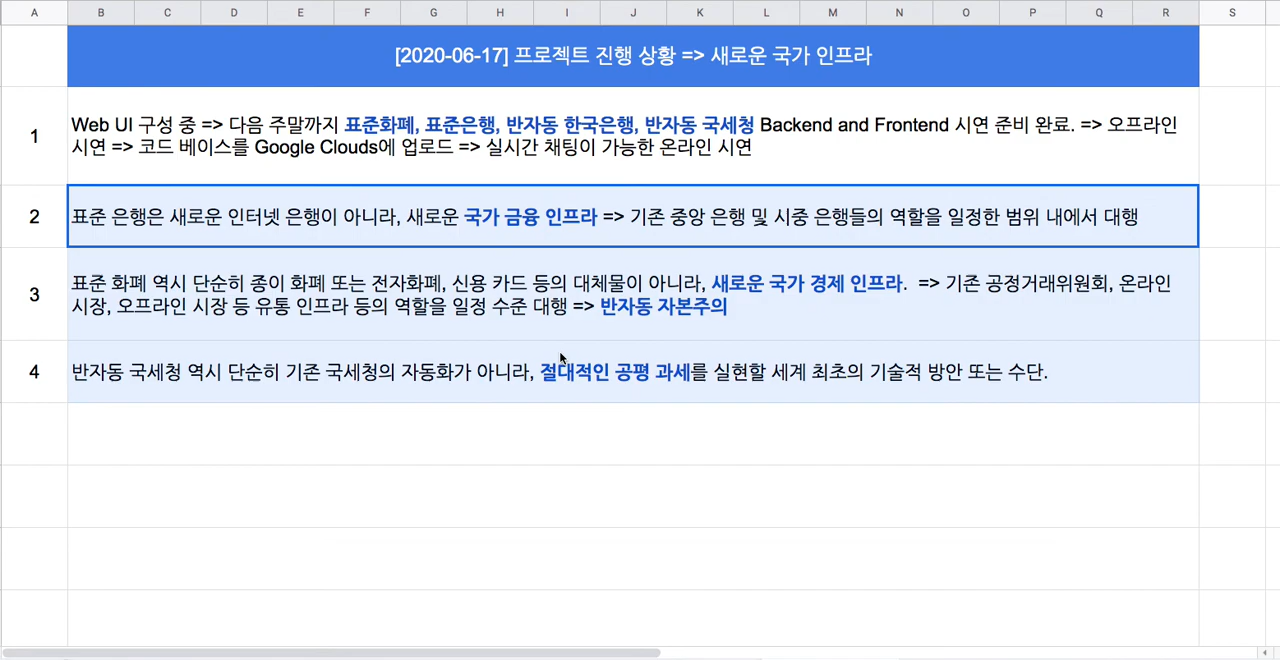 A B C D E F G H I J K L M N O P Q R S
[2020-06-17] 프로젝트 진행 상황 => 새로운 국가 인프라
1
Web UI 구성 중 => 다음 주말까지 표준화폐, 표준은행, 반자동 한국은행, 반자동 국세청 Backend and Frontend 시연 준비 완료. => 오프라인
시연 => 코드 베이스를 Google Clouds에 업로드 => 실시간 채팅이 가능한 온라인 시연
2
표준 은행은 새로운 인터넷 은행이 아니라, 새로운 국가 금융 인프라 => 기존 중앙 은행 및 시중 은행들의 역할을 일정한 범위 내에서 대행
3
표준 화폐 역시 단순히 종이 화폐 또는 전자화폐, 신용 카드 등의 대체물이 아니라, 새로운 국가 경제 인프라. => 기존 공정거래위원회, 온라인
시장, 오프라인 시장 등 유통 인프라 등의 역할을 일정 수준 대행 => 반자동 자본주의
4
반자동 국세청 역시 단순히 기존 국세청의 자동화가 아니라, 절대적인 공평 과세를 실현할 세계 최초의 기술적 방안 또는 수단.